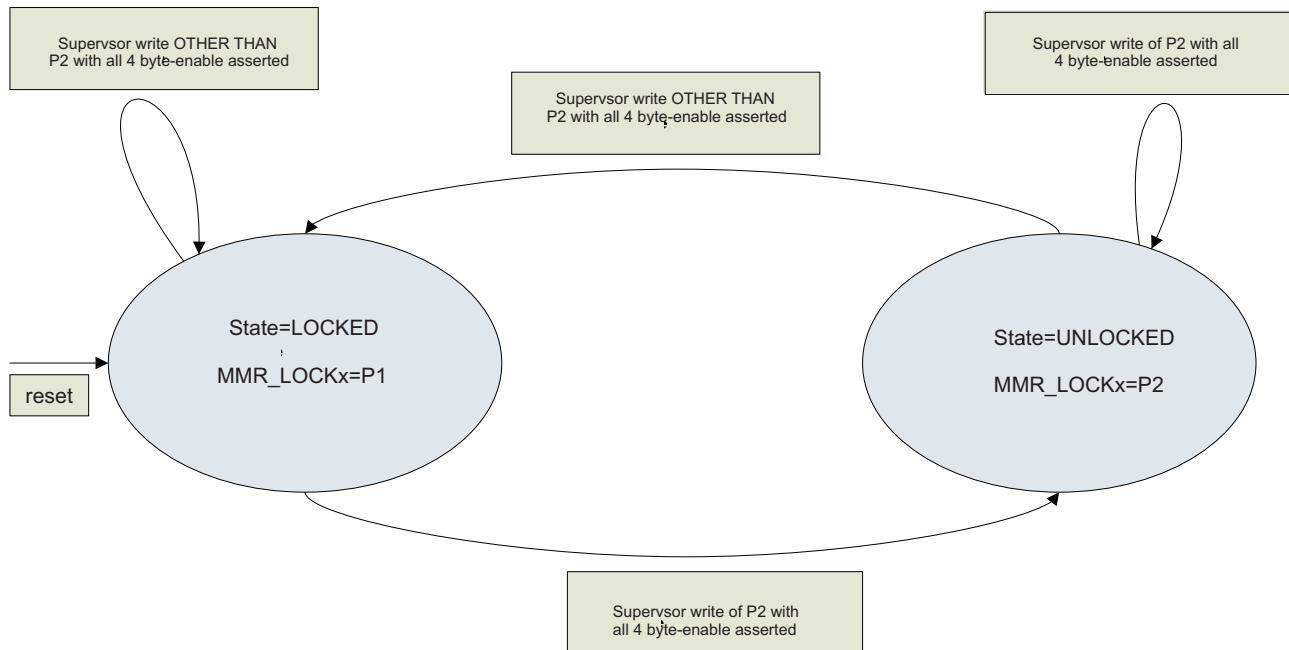 Supervsor write OTHER THAN
P2 with all 4 byte-enable asserted
Supervsor write OTHER THAN
P2 with all 4 byte-enable asserted
Supervsor write of P2 with all
4 byte-enable asserted
State=LOCKED
MMR_LOCKx=P1
State=UNLOCKED
MMR_LOCKx=P2
reset
Supervsor write of P2 with
all 4 byte-enable asserted